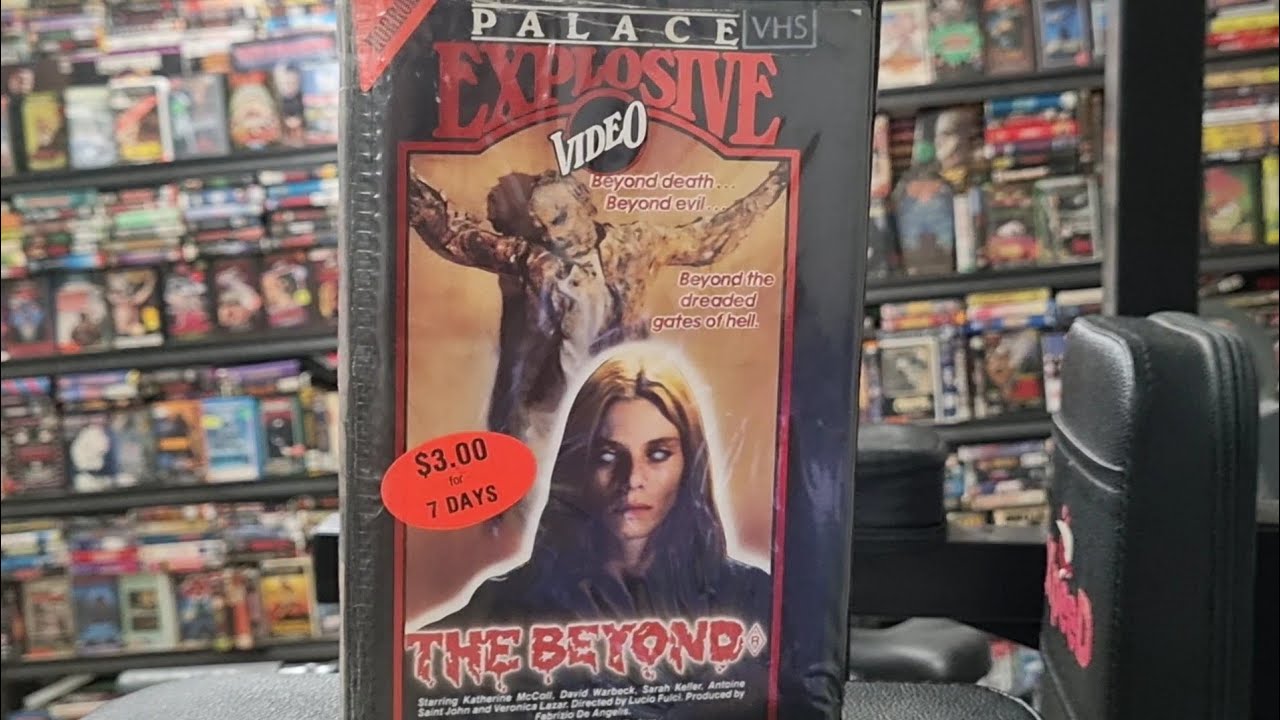 HORROR
PALACE VHS
EXPLOSIVE
VIDEO
Beyond death...
Beyond evil...
Beyond the
dreaded
gates of hell.
$3.00
for
7 DAYS
THE BEYOND R
Starring Katherine McColl, David Warbeck, Sarah Keller, Antoine
Saint John and Veronica Lazar. Directed by Lucio Fulci. Produced by
Fabrizio De Angelis.